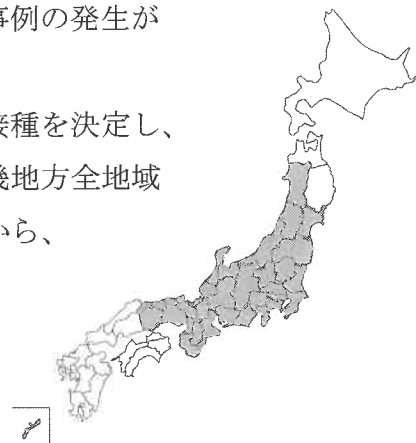 事例の発生が
接種を決定し、
畿地方全地域
から、